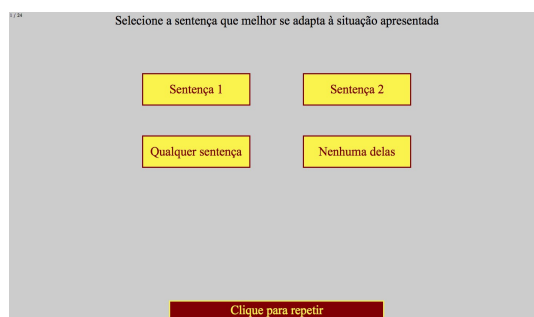 1 / 24
Selecione a sentença que melhor se adapta à situação apresentada
Sentença 1
Sentença 2
Qualquer sentença
Nenhuma delas
Clique para repetir